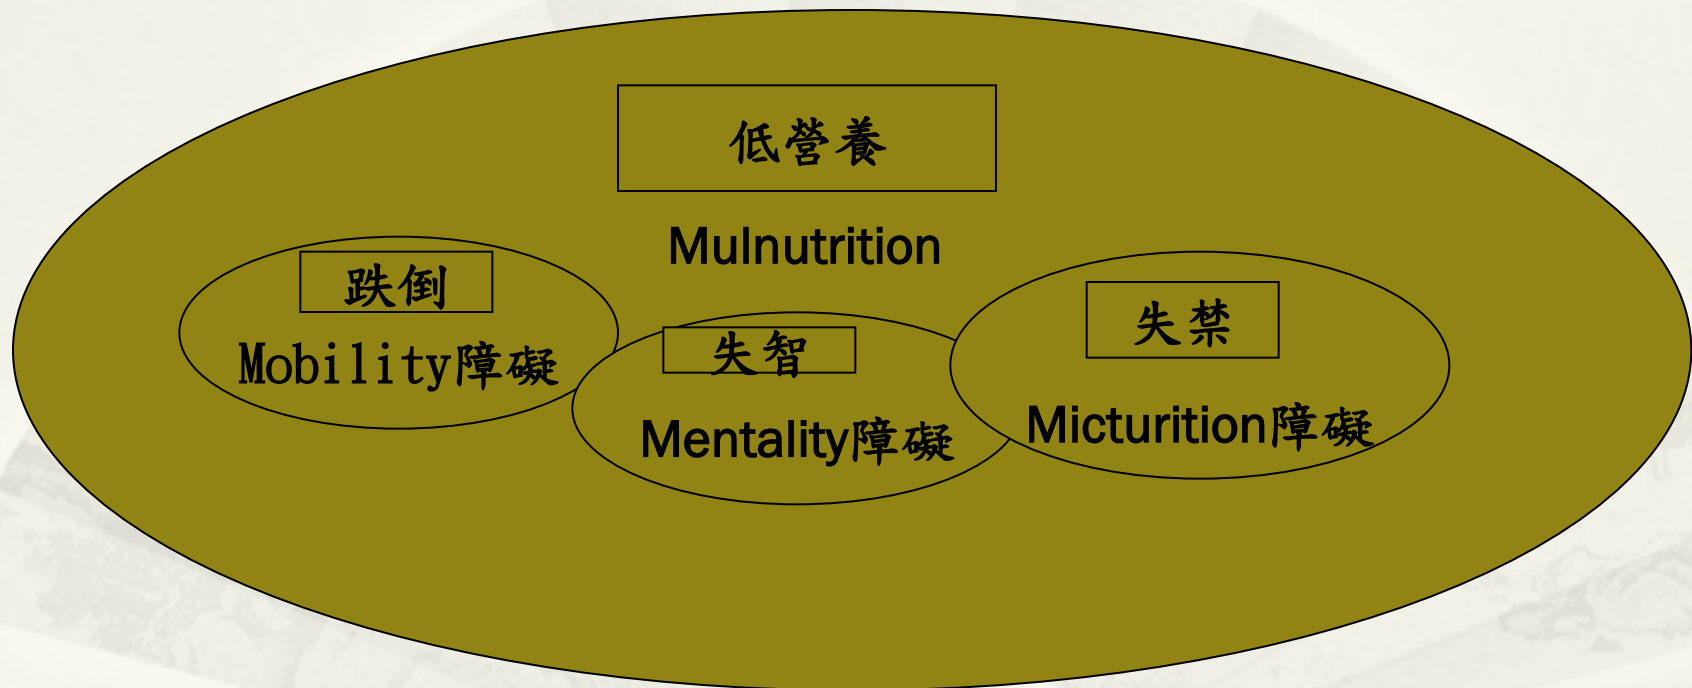 低營養
Mulnutrition
跌倒
Mobility障礙
失智
Mentality障礙
失禁
Micturition障礙